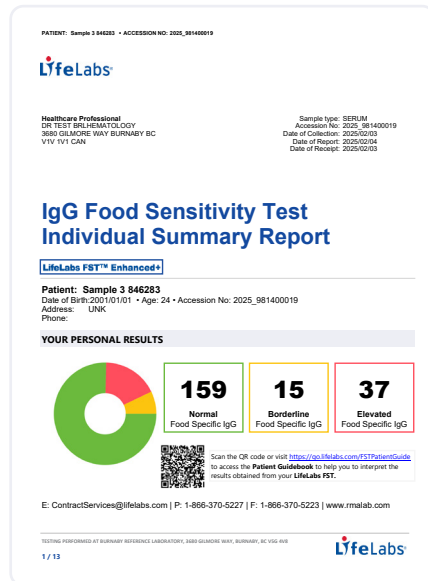 PATIENT: Sample 3 846283 • ACCESSION NO: 2025_981400019
LifeLabs®
Healthcare Professional
DR TEST BRLHEMATOLOGY
3680 GILMORE WAY BURNABY BC
V1V 1V1 CAN
Sample type: SERUM
Accession No: 2025_981400019
Date of Collection: 2025/02/03
Date of Report: 2025/02/04
Date of Receipt: 2025/02/03
IgG Food Sensitivity Test
Individual Summary Report
LifeLabs FST™ Enhanced+
Patient: Sample 3 846283
Date of Birth:2001/01/01 • Age: 24 • Accession No: 2025_981400019
Address: UNK
Phone:
YOUR PERSONAL RESULTS
159
Normal
Food Specific IgG
15
Borderline
Food Specific IgG
37
Elevated
Food Specific IgG
Scan the QR code or visit https://go.lifelabs.com/FSTPatientGuide
to access the Patient Guidebook to help you to interpret the
results obtained from your LifeLabs FST.
E: ContractServices@lifelabs.com | P: 1-866-370-5227 | F: 1-866-370-5223 | www.rmalab.com
TESTING PERFORMED AT BURNABY REFERENCE LABORATORY, 3680 GILMORE WAY, BURNABY, BC V5G 4V8
1 / 13
LifeLabs®